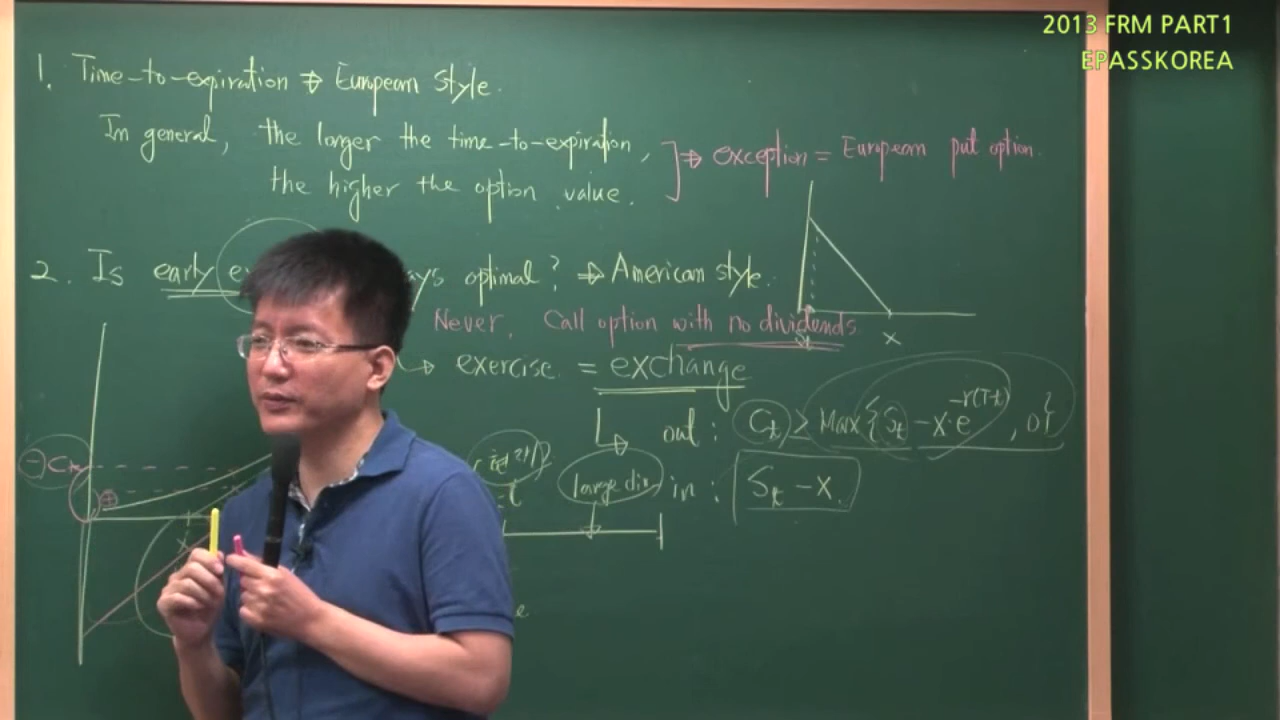 2013 FRM PART1
EPASSKOREA
1. Time-to-expiration ⇒ European style.
In general, the larger the time-to-expiration,
the higher the option value.
⇒ exception = European put option.
2. Is early e ys optimal? ⇒ American style.
X
Never, Call option with no dividends
↳ exercise = exchange
out : Ct ≥ Max{St - x·e^-r(T-t), 0}
large div
in : St - x.